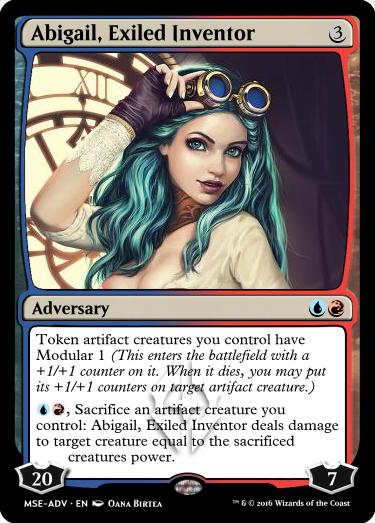 Abigail, Exiled Inventor 3
XII
Adversary
Token artifact creatures you control have
Modular 1 (This enters the battlefield with a
+1/+1 counter on it. When it dies, you may put
its +1/+1 counters on target artifact creature.)
, Sacrifice an artifact creature you
control: Abigail, Exiled Inventor deals damage
to target creature equal to the sacrificed
creatures power.
20
7
MSE-ADV • EN Oana Birtea
™ & © 2016 Wizards of the Coast